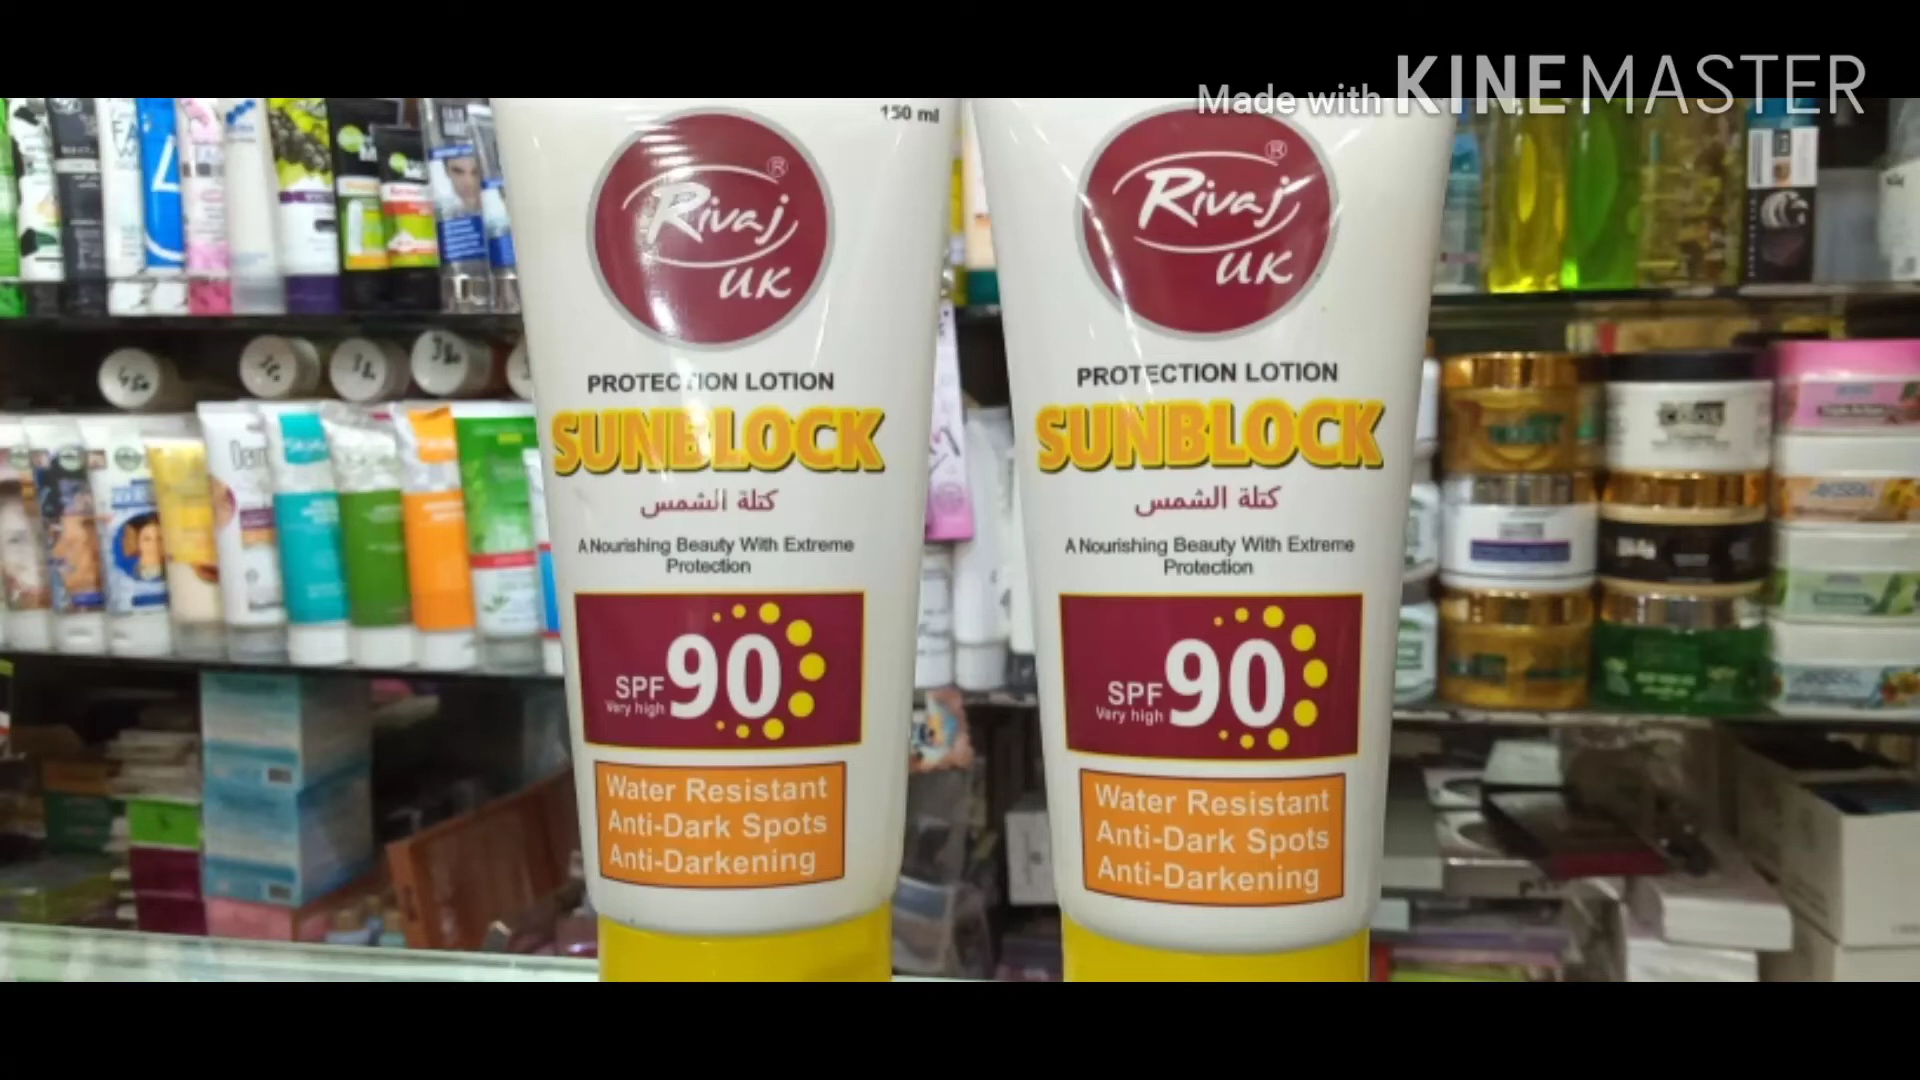 Made with KINEMASTER
150 ml
Rivaj®
UK
PROTECTION LOTION
SUNBLOCK
كتلة الشمس
A Nourishing Beauty With Extreme
Protection
SPF 90
Very high
Water Resistant
Anti-Dark Spots
Anti-Darkening
Rivaj®
UK
PROTECTION LOTION
SUNBLOCK
كتلة الشمس
A Nourishing Beauty With Extreme
Protection
SPF 90
Very high
Water Resistant
Anti-Dark Spots
Anti-Darkening